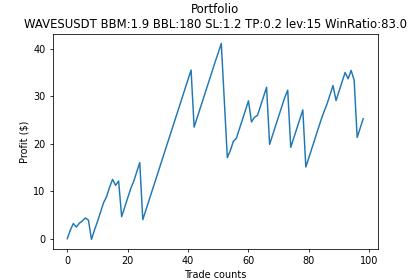 Portfolio
WAVESUSDT BBM:1.9 BBL:180 SL:1.2 TP:0.2 lev:15 WinRatio:83.0
40
30
20
10
0
Profit ($)
0 20 40 60 80 100
Trade counts